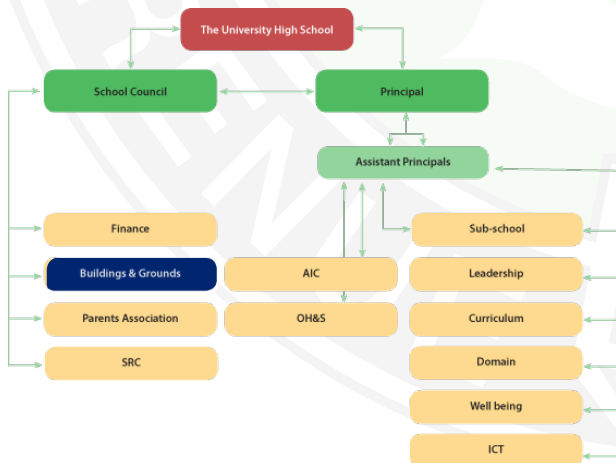 The University High School
School Council
Principal
Assistant Principals
Finance
Sub-school
Buildings & Grounds
AIC
Leadership
Parents Association
OH&S
Curriculum
SRC
Domain
Well being
ICT